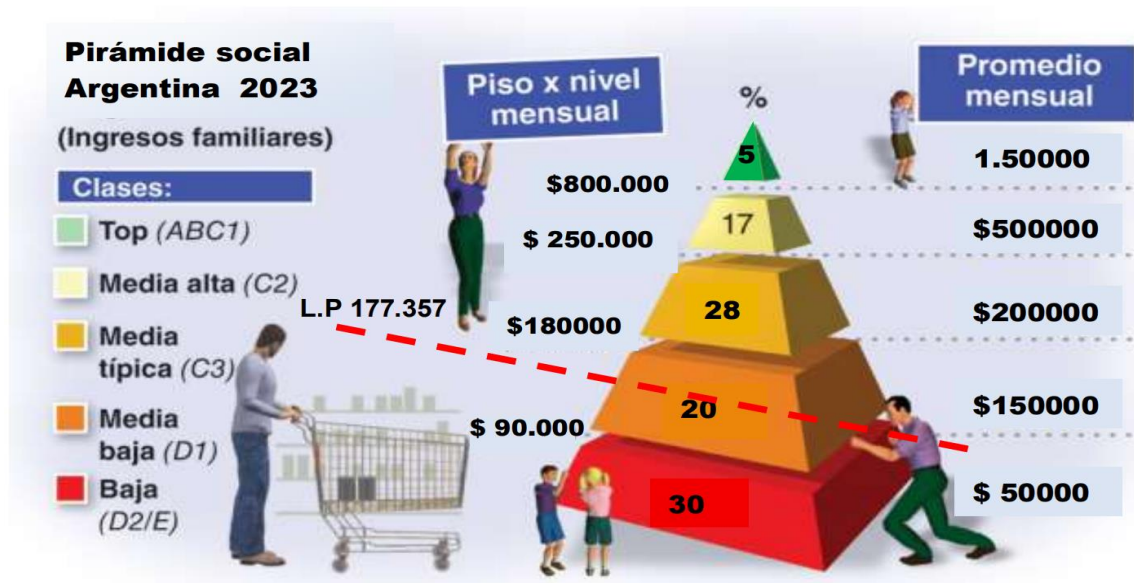 Pirámide social
Argentina 2023
(Ingresos familiares)
Clases:
Top (ABC1)
Media alta (C2)
Media
típica (C3)
Media
baja (D1)
Baja
(D2/E)
Piso x nivel
mensual
$800.000
$ 250.000
L.P 177.357
$180000
$ 90.000
%
5
17
28
20
30
Promedio
mensual
1.50000
$500000
$200000
$150000
$ 50000